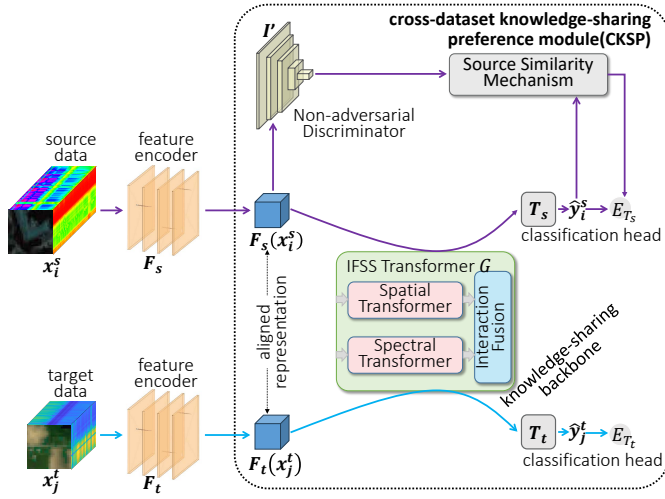 cross-dataset knowledge-sharing
preference module(CKSP)
I'
Source Similarity
Mechanism
Non-adversarial
Discriminator
source
data
feature
encoder
x_i^s
F_s
F_s(x_i^s)
T_s
ŷ_i^s
E_{T_s}
classification head
IFSS Transformer G
Spatial
Transformer
Spectral
Transformer
Interaction
Fusion
aligned
representation
knowledge-sharing
backbone
target
data
feature
encoder
x_j^t
F_t
F_t(x_j^t)
T_t
ŷ_j^t
E_{T_t}
classification head